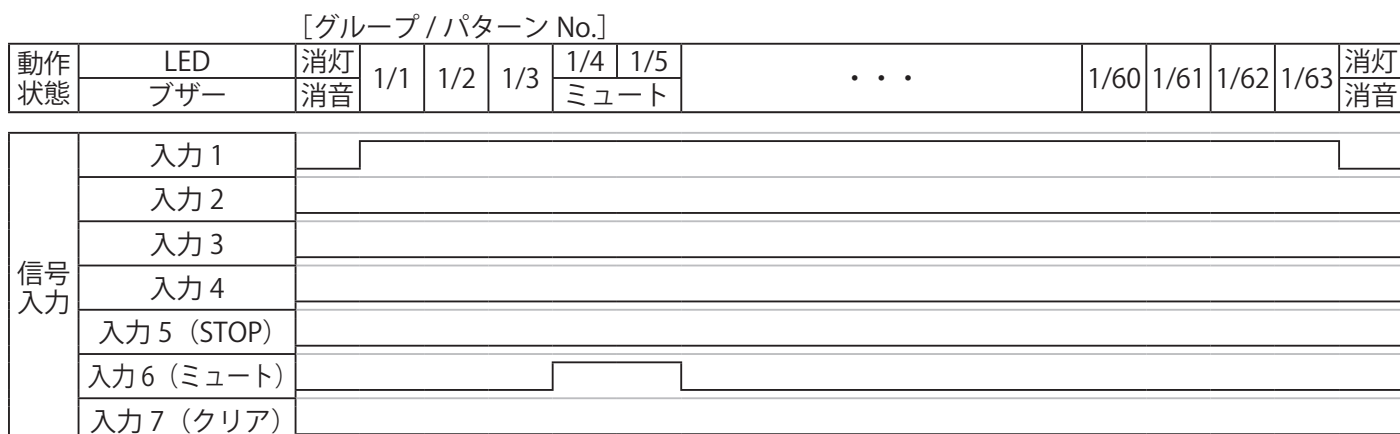 ［グループ / パターン No.］
動作状態 LED 消灯 1/1 1/2 1/3 1/4 1/5 ・・・ 1/60 1/61 1/62 1/63 消灯
ブザー 消音 ミュート 消音
信号入力
入力 1
入力 2
入力 3
入力 4
入力 5（STOP）
入力 6（ミュート）
入力 7（クリア）